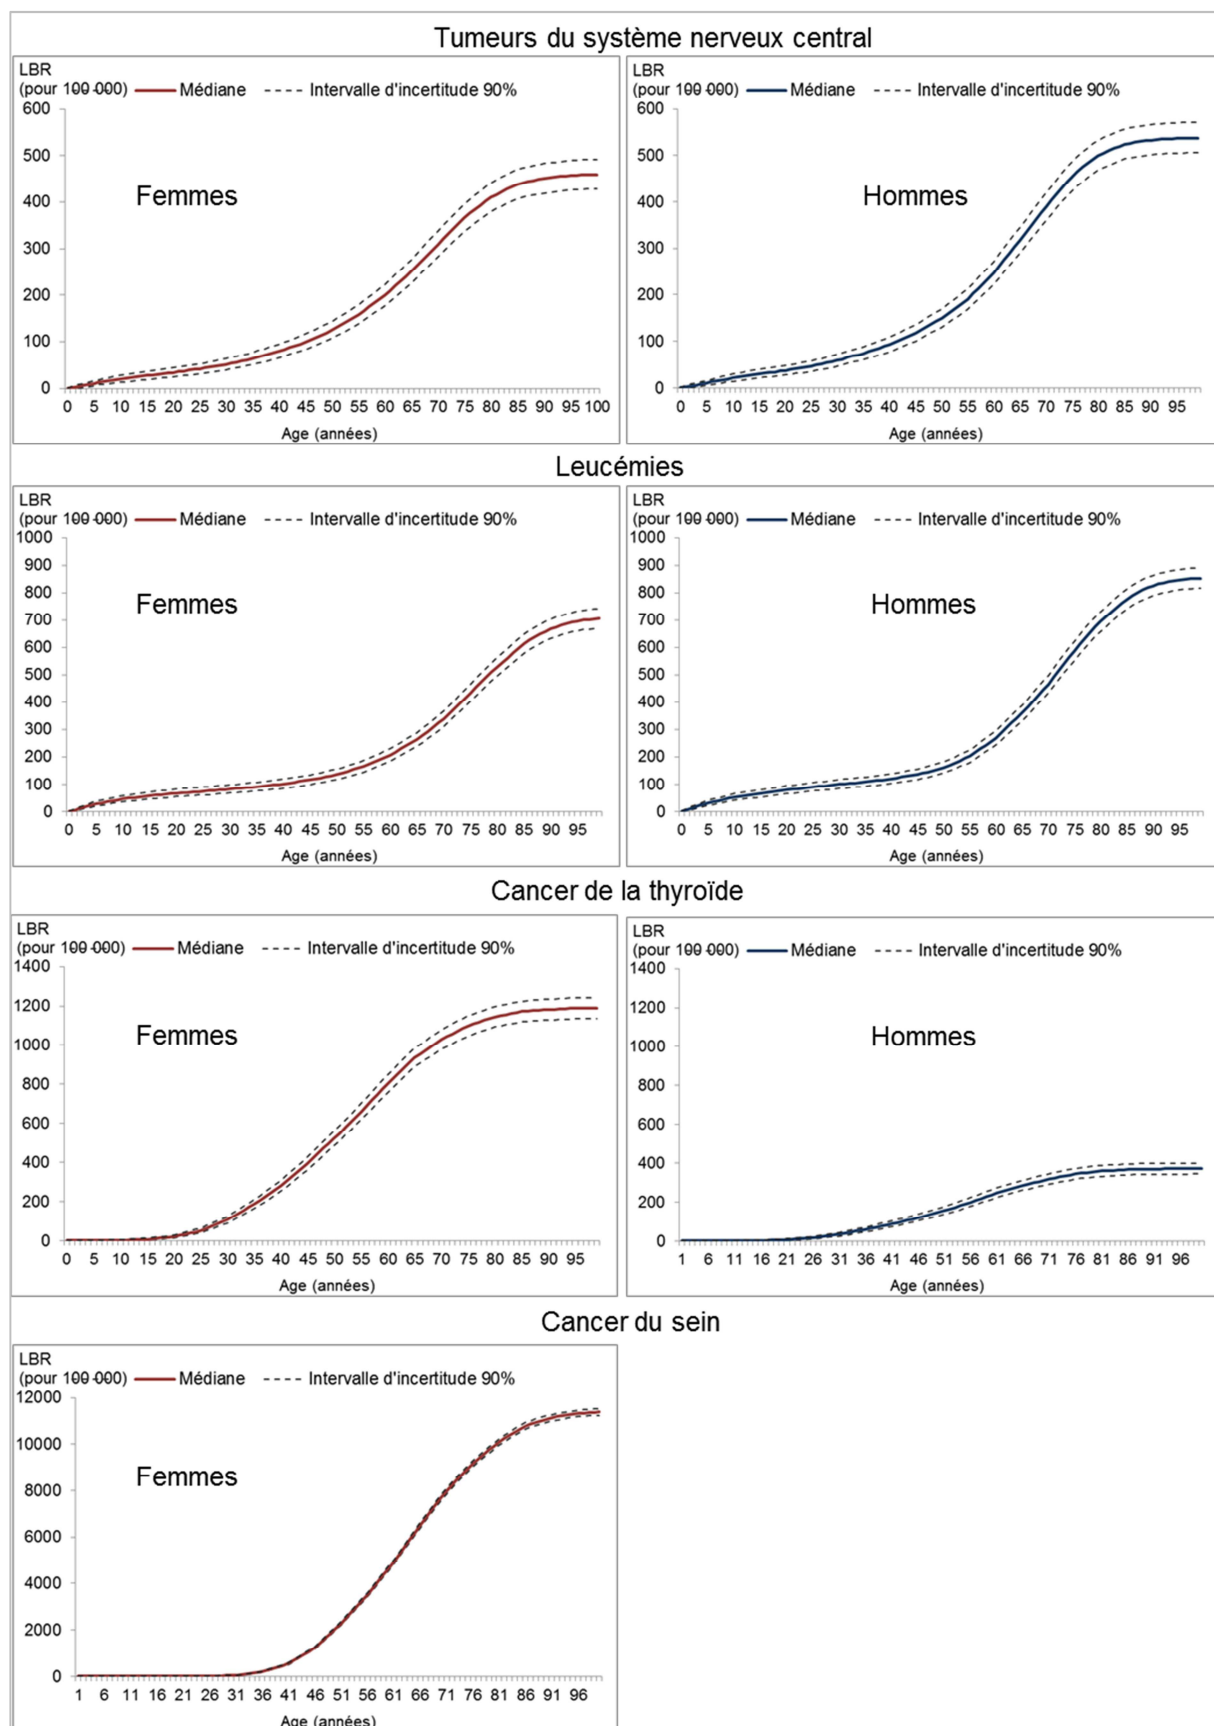 Tumeurs du système nerveux central
LBR
(pour 100 000) Médiane Intervalle d'incertitude 90%
600
500
400
300
200
100
0
Femmes
0 5 10 15 20 25 30 35 40 45 50 55 60 65 70 75 80 85 90 95 100
Age (années)
LBR
(pour 100 000) Médiane Intervalle d'incertitude 90%
600
500
400
300
200
100
0
Hommes
0 5 10 15 20 25 30 35 40 45 50 55 60 65 70 75 80 85 90 95
Age (années)
Leucémies
LBR
(pour 100 000) Médiane Intervalle d'incertitude 90%
1000
900
800
700
600
500
400
300
200
100
0
Femmes
0 5 10 15 20 25 30 35 40 45 50 55 60 65 70 75 80 85 90 95
Age (années)
LBR
(pour 100 000) Médiane Intervalle d'incertitude 90%
1000
900
800
700
600
500
400
300
200
100
0
Hommes
0 5 10 15 20 25 30 35 40 45 50 55 60 65 70 75 80 85 90 95
Age (années)
Cancer de la thyroïde
LBR
(pour 100 000) Médiane Intervalle d'incertitude 90%
1400
1200
1000
800
600
400
200
0
Femmes
0 5 10 15 20 25 30 35 40 45 50 55 60 65 70 75 80 85 90 95
Age (années)
LBR
(pour 100 000) Médiane Intervalle d'incertitude 90%
1400
1200
1000
800
600
400
200
0
Hommes
1 6 11 16 21 26 31 36 41 46 51 56 61 66 71 76 81 86 91 96
Age (années)
Cancer du sein
LBR
(pour 100 000) Médiane Intervalle d'incertitude 90%
12000
10000
8000
6000
4000
2000
0
Femmes
1 6 11 16 21 26 31 36 41 46 51 56 61 66 71 76 81 86 91 96
Age (années)